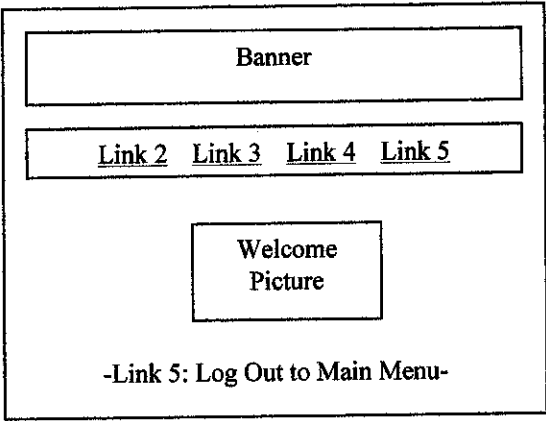 Banner
Link 2 Link 3 Link 4 Link 5
Welcome
Picture
-Link 5: Log Out to Main Menu-